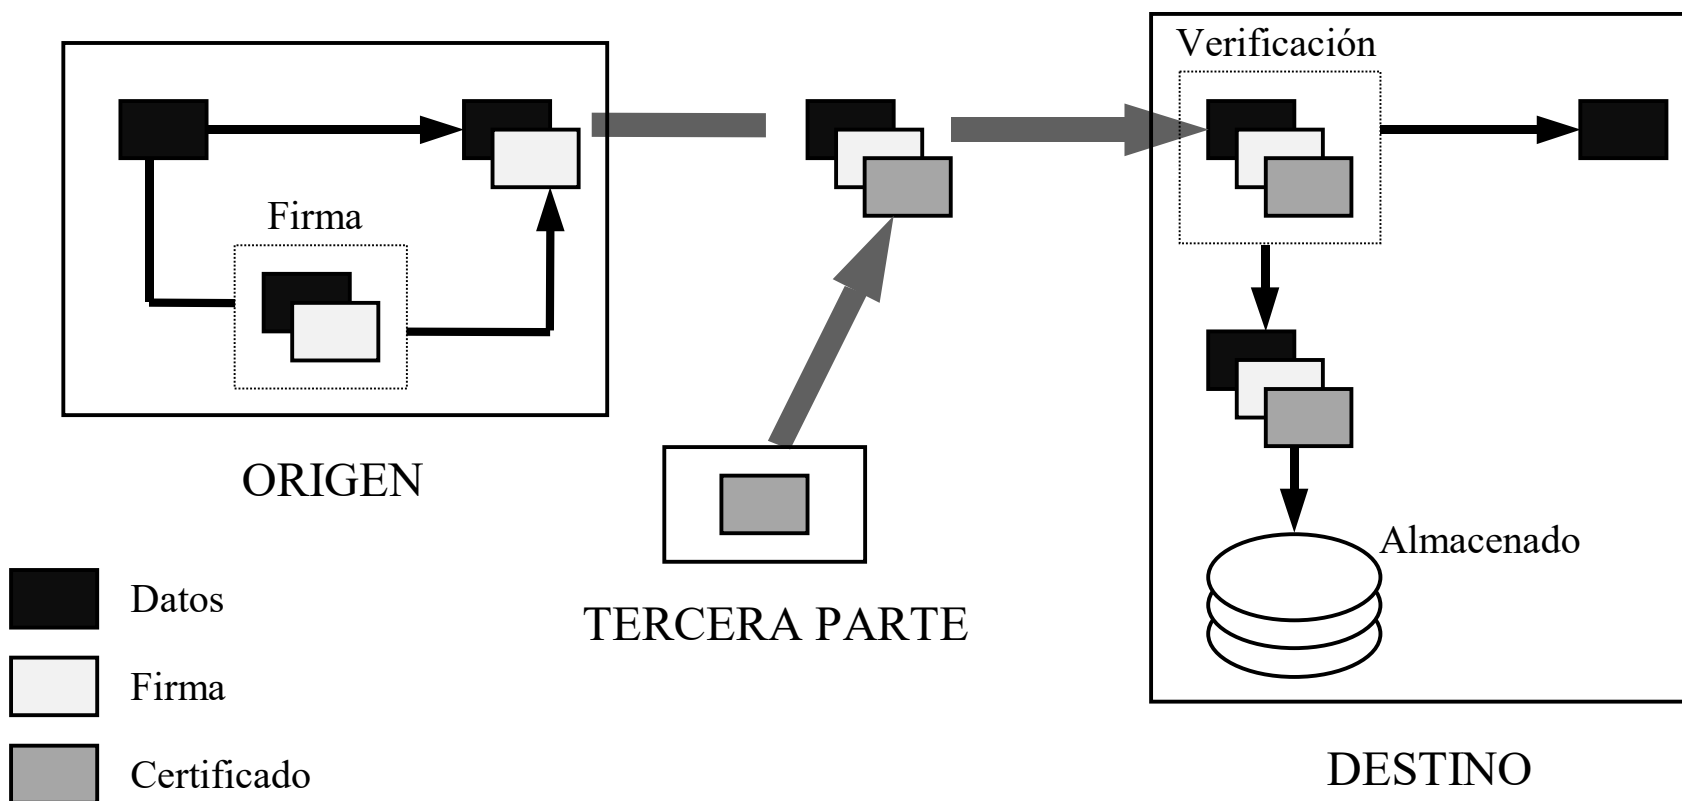 Verificación
Firma
ORIGEN
Almacenado
Datos
TERCERA PARTE
Firma
Certificado
DESTINO